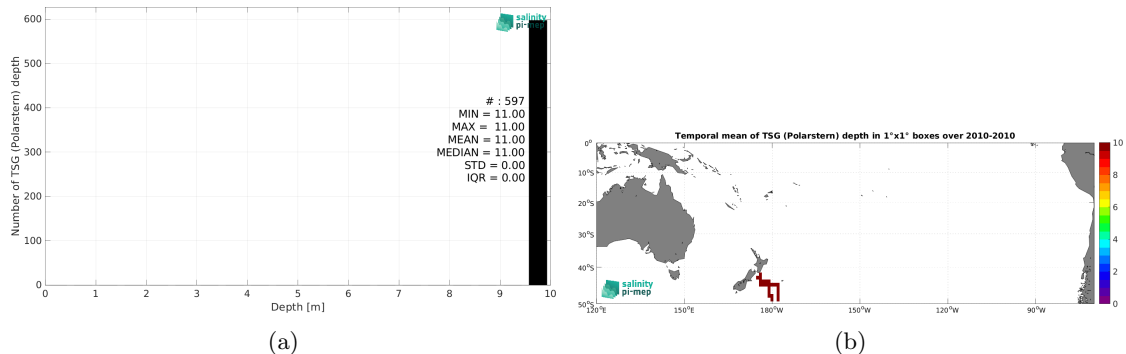 600
500
400
300
200
100
0
Number of TSG (Polarstern) depth
salinity
pi-mep
# : 597
MIN = 11.00
MAX = 11.00
MEAN = 11.00
MEDIAN = 11.00
STD = 0.00
IQR = 0.00
0 1 2 3 4 5 6 7 8 9 10
Depth [m]
(a)
Temporal mean of TSG (Polarstern) depth in 1°x1° boxes over 2010-2010
0°
10°S
20°S
30°S
40°S
50°S
120°E 150°E 180°W 150°W 120°W 90°W
salinity
pi-mep
10
8
6
4
2
0
(b)